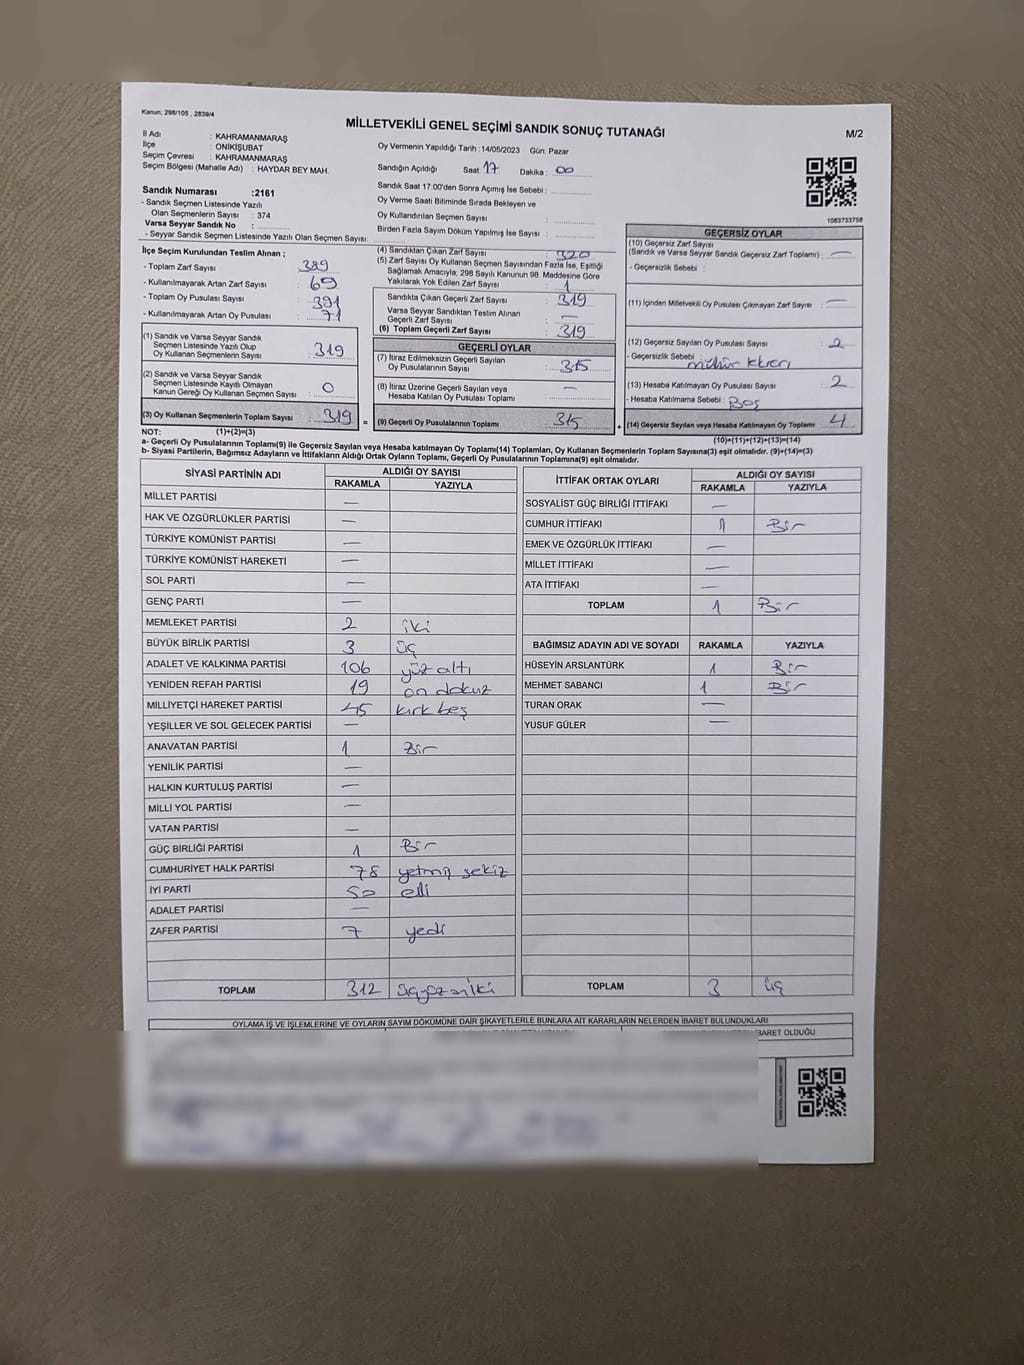 Kanun; 298/105 , 2839/4
MİLLETVEKİLİ GENEL SEÇİMİ SANDIK SONUÇ TUTANAĞI
M/2
İl Adı : KAHRAMANMARAŞ
İlçe : ONİKİŞUBAT
Seçim Çevresi : KAHRAMANMARAŞ
Seçim Bölgesi (Mahalle Adı) : HAYDAR BEY MAH.
Oy Vermenin Yapıldığı Tarih :14/05/2023 Gün: Pazar
Sandığın Açıldığı Saat: 17 Dakika : 00
Sandık Saat 17:00'den Sonra Açılmış İse Sebebi :
Oy Verme Saati Bitiminde Sırada Bekleyen ve
Oy Kullandırılan Seçmen Sayısı :
Birden Fazla Sayım Döküm Yapılmış İse Sayısı :
1083733758
Sandık Numarası :2161
- Sandık Seçmen Listesinde Yazılı
Olan Seçmenlerin Sayısı : 374
Varsa Seyyar Sandık No :
- Seyyar Sandık Seçmen Listesinde Yazılı Olan Seçmen Sayısı:
İlçe Seçim Kurulundan Teslim Alınan ;
- Toplam Zarf Sayısı : 389
- Kullanılmayarak Artan Zarf Sayısı : 69
- Toplam Oy Pusulası Sayısı : 391
- Kullanılmayarak Artan Oy Pusulası : 71
(1) Sandık ve Varsa Seyyar Sandık
Seçmen Listesinde Yazılı Olup
Oy Kullanan Seçmenlerin Sayısı : 319
(2) Sandık ve Varsa Seyyar Sandık
Seçmen Listesinde Kayıtlı Olmayan
Kanun Gereği Oy Kullanan Seçmen Sayısı : 0
(3) Oy Kullanan Seçmenlerin Toplam Sayısı : 319 =
(4) Sandıktan Çıkan Zarf Sayısı : 320
(5) Zarf Sayısı Oy Kullanan Seçmen Sayısından Fazla İse, Eşitliği
Sağlamak Amacıyla; 298 Sayılı Kanunun 98. Maddesine Göre
Yakılarak Yok Edilen Zarf Sayısı : 1
Sandıkta Çıkan Geçerli Zarf Sayısı : 319
Varsa Seyyar Sandıktan Teslim Alınan
Geçerli Zarf Sayısı : —
(6) Toplam Geçerli Zarf Sayısı : 319
GEÇERLİ OYLAR
(7) İtiraz Edilmeksizin Geçerli Sayılan
Oy Pusulalarının Toplamı : 315
(8) İtiraz Üzerine Geçerli Sayılan veya
Hesaba Katılan Oy Pusulası Toplamı : —
(9) Geçerli Oy Pusulalarının Toplamı : 315 +
GEÇERSİZ OYLAR
(10) Geçersiz Zarf Sayısı
(Sandık ve Varsa Seyyar Sandık Geçersiz Zarf Toplamı) : —
- Geçersizlik Sebebi :
(11) İçinden Milletvekili Oy Pusulası Çıkmayan Zarf Sayısı : —
(12) Geçersiz Sayılan Oy Pusulası Sayısı : 2
- Geçersizlik Sebebi : mühür
(13) Hesaba Katılmayan Oy Pusulası Sayısı : 2
- Hesaba Katılmama Sebebi : Boş
(14) Geçersiz Sayılan veya Hesaba Katılmayan Oy Toplamı : 4
NOT: (1)+(2)=(3)
(10)+(11)+(12)+(13)=(14)
a- Geçerli Oy Pusulalarının Toplamı(9) ile Geçersiz Sayılan veya Hesaba katılmayan Oy Toplamı(14) Toplamları, Oy Kullanan Seçmenlerin Toplam Sayısına(3) eşit olmalıdır. (9)+(14)=(3)
b- Siyasi Partilerin, Bağımsız Adayların ve İttifakların Aldığı Ortak Oyların Toplamı, Geçerli Oy Pusulalarının Toplamına(9) eşit olmalıdır.
SİYASİ PARTİNİN ADI ALDIĞI OY SAYISI
RAKAMLA YAZIYLA
MİLLET PARTİSİ —
HAK VE ÖZGÜRLÜKLER PARTİSİ —
TÜRKİYE KOMÜNİST PARTİSİ —
TÜRKİYE KOMÜNİST HAREKETİ —
SOL PARTİ —
GENÇ PARTİ —
MEMLEKET PARTİSİ 2 iki
BÜYÜK BİRLİK PARTİSİ 3 üç
ADALET VE KALKINMA PARTİSİ 106 yüz altı
YENİDEN REFAH PARTİSİ 19 on dokuz
MİLLİYETÇİ HAREKET PARTİSİ 45 kırk beş
YEŞİLLER VE SOL GELECEK PARTİSİ —
ANAVATAN PARTİSİ 1 Bir
YENİLİK PARTİSİ —
HALKIN KURTULUŞ PARTİSİ —
MİLLİ YOL PARTİSİ —
VATAN PARTİSİ —
GÜÇ BİRLİĞİ PARTİSİ 1 Bir
CUMHURİYET HALK PARTİSİ 78 yetmiş sekiz
İYİ PARTİ 50 elli
ADALET PARTİSİ —
ZAFER PARTİSİ 7 yedi
TOPLAM 312 üçyüzoniki
İTTİFAK ORTAK OYLARI ALDIĞI OY SAYISI
RAKAMLA YAZIYLA
SOSYALİST GÜÇ BİRLİĞİ İTTİFAKI —
CUMHUR İTTİFAKI 1 Bir
EMEK VE ÖZGÜRLÜK İTTİFAKI —
MİLLET İTTİFAKI —
ATA İTTİFAKI —
TOPLAM 1 Bir
BAĞIMSIZ ADAYIN ADI VE SOYADI RAKAMLA YAZIYLA
HÜSEYİN ARSLANTÜRK 1 Bir
MEHMET SABANCI 1 Bir
TURAN ORAK —
YUSUF GÜLER —
TOPLAM 3 üç
OYLAMA İŞ VE İŞLEMLERİNE VE OYLARIN SAYIM DÖKÜMÜNE DAİR ŞİKAYETLERLE BUNLARA AİT KARARLARIN NELERDEN İBARET BULUNDUKLARI
İBARET OLDUĞU